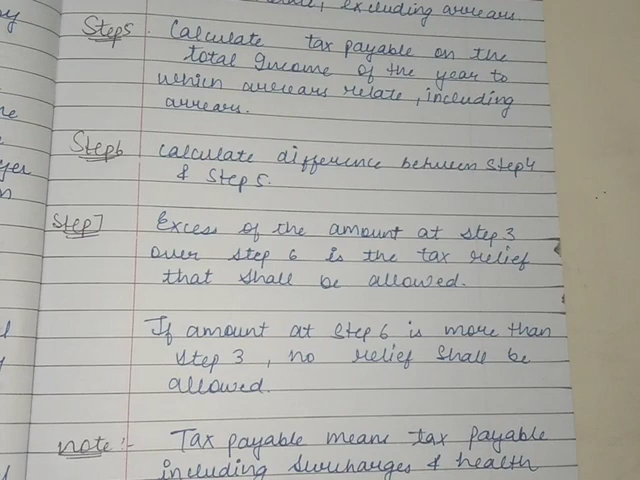 excluding arrears.
Step5. Calculate tax payable on the
total Income of the year to
which arrears relate, including
arrears.
Step6 Calculate difference between Step4
& Step 5.
Step7 Excess of the amount at step 3
over step 6 is the tax relief
that shall be allowed.
If amount at Step 6 is more than
step 3, no relief shall be
allowed.
note:- Tax payable means tax payable
including Surcharges & health